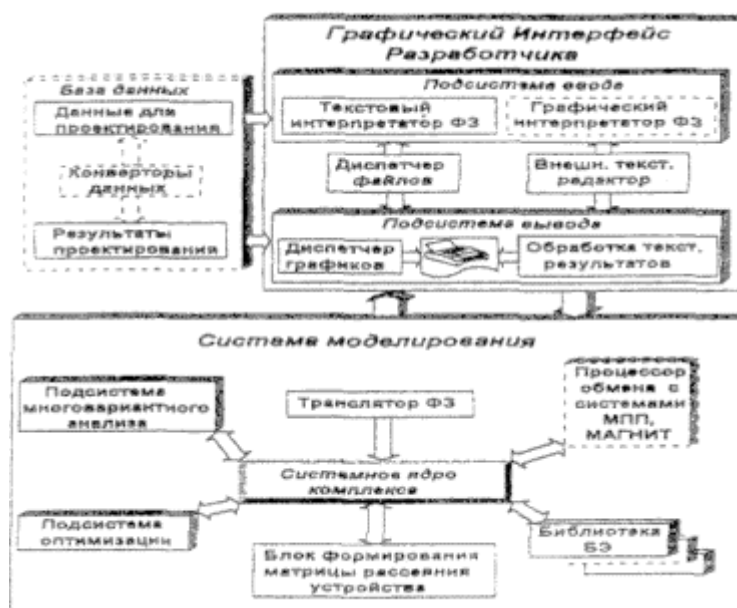 Графический Интерфейс
Разработчика
База данных
Данные для
проектирования
Конверторы
данных
Результаты
проектирования
Подсистема ввода
Текстовый
интерпретатор ФЗ
Графический
интерпретатор ФЗ
Диспетчер
файлов
Внешн. текст.
редактор
Подсистема вывода
Диспетчер
графиков
Обработка текст.
результатов
Система моделирования
Подсистема
многовариантного
анализа
Транслятор ФЗ
Процессор
обмена с
системами
МПП,
МАГНИТ
Системное ядро
комплекса
Подсистема
оптимизации
Блок формирования
матрицы рассеяния
устройства
Библиотека
БЭ